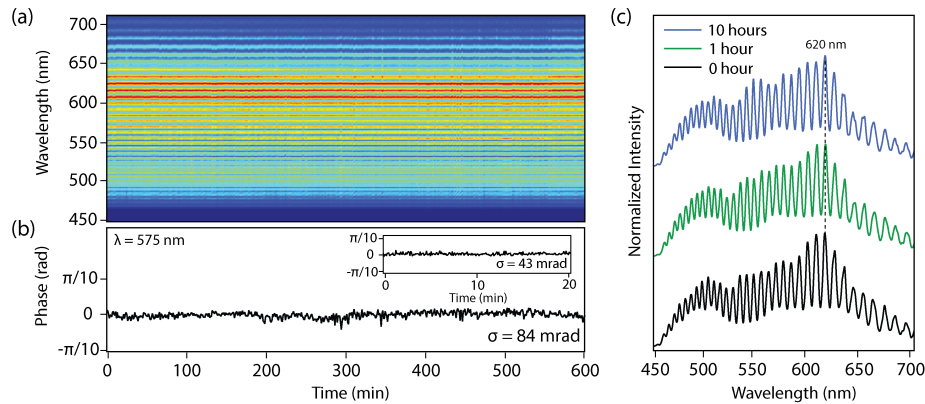 (a)
Wavelength (nm)
700
650
600
550
500
450
(b)
Phase (rad)
π/10
0
-π/10
λ = 575 nm
σ = 84 mrad
π/10
0
-π/10
σ = 43 mrad
0 10 20
Time (min)
0 100 200 300 400 500 600
Time (min)
(c)
10 hours
1 hour
0 hour
620 nm
Normalized Intensity
450 500 550 600 650 700
Wavelength (nm)